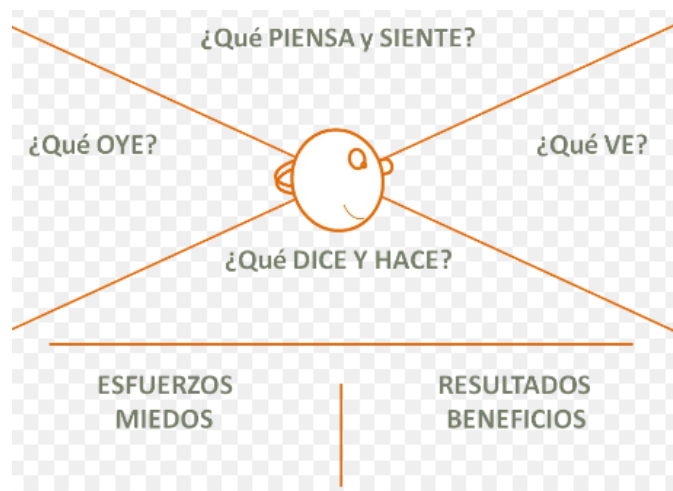 ¿Qué PIENSA y SIENTE?
¿Qué OYE?
¿Qué VE?
¿Qué DICE Y HACE?
ESFUERZOS
MIEDOS
RESULTADOS
BENEFICIOS